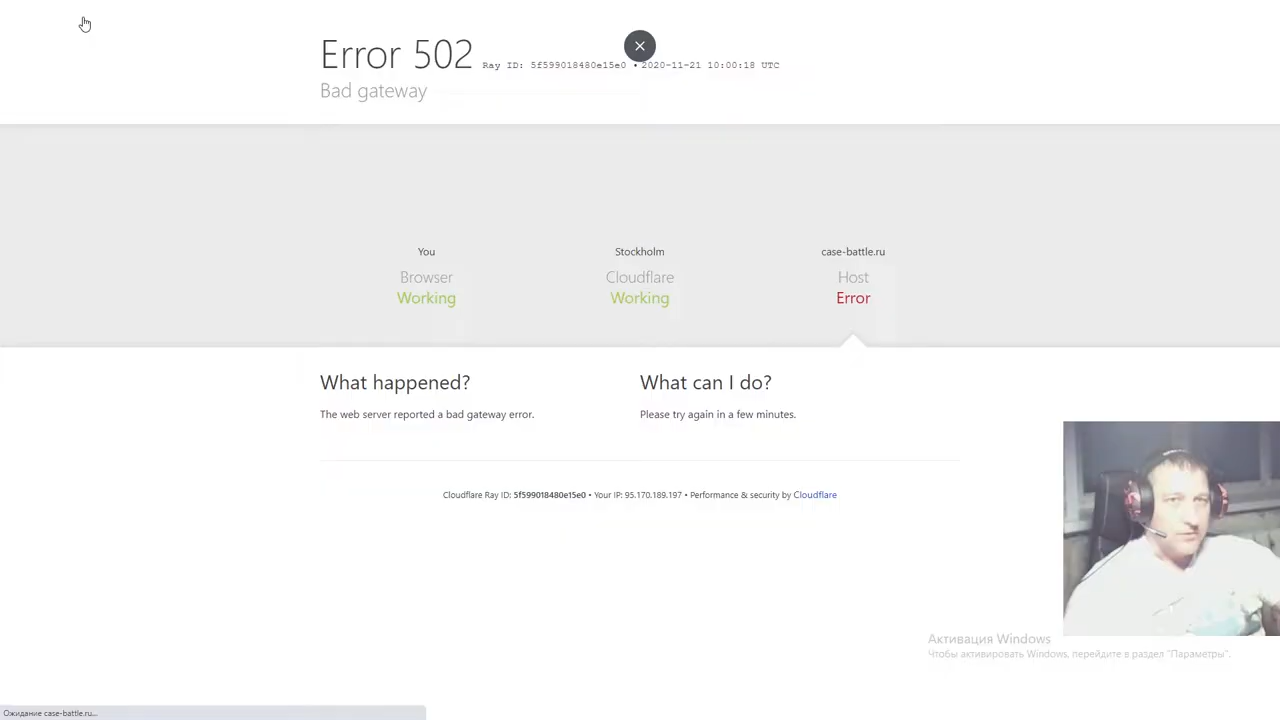 Error 502 Ray ID: 5f599018480e15e0 • 2020-11-21 10:00:18 UTC
Bad gateway
You
Browser
Working
Stockholm
Cloudflare
Working
case-battle.ru
Host
Error
What happened?
The web server reported a bad gateway error.
What can I do?
Please try again in a few minutes.
Cloudflare Ray ID: 5f599018480e15e0 • Your IP: 95.170.189.197 • Performance & security by Cloudflare
Активация Windows
Чтобы активировать Windows, перейдите в раздел "Параметры".
Ожидание case-battle.ru...